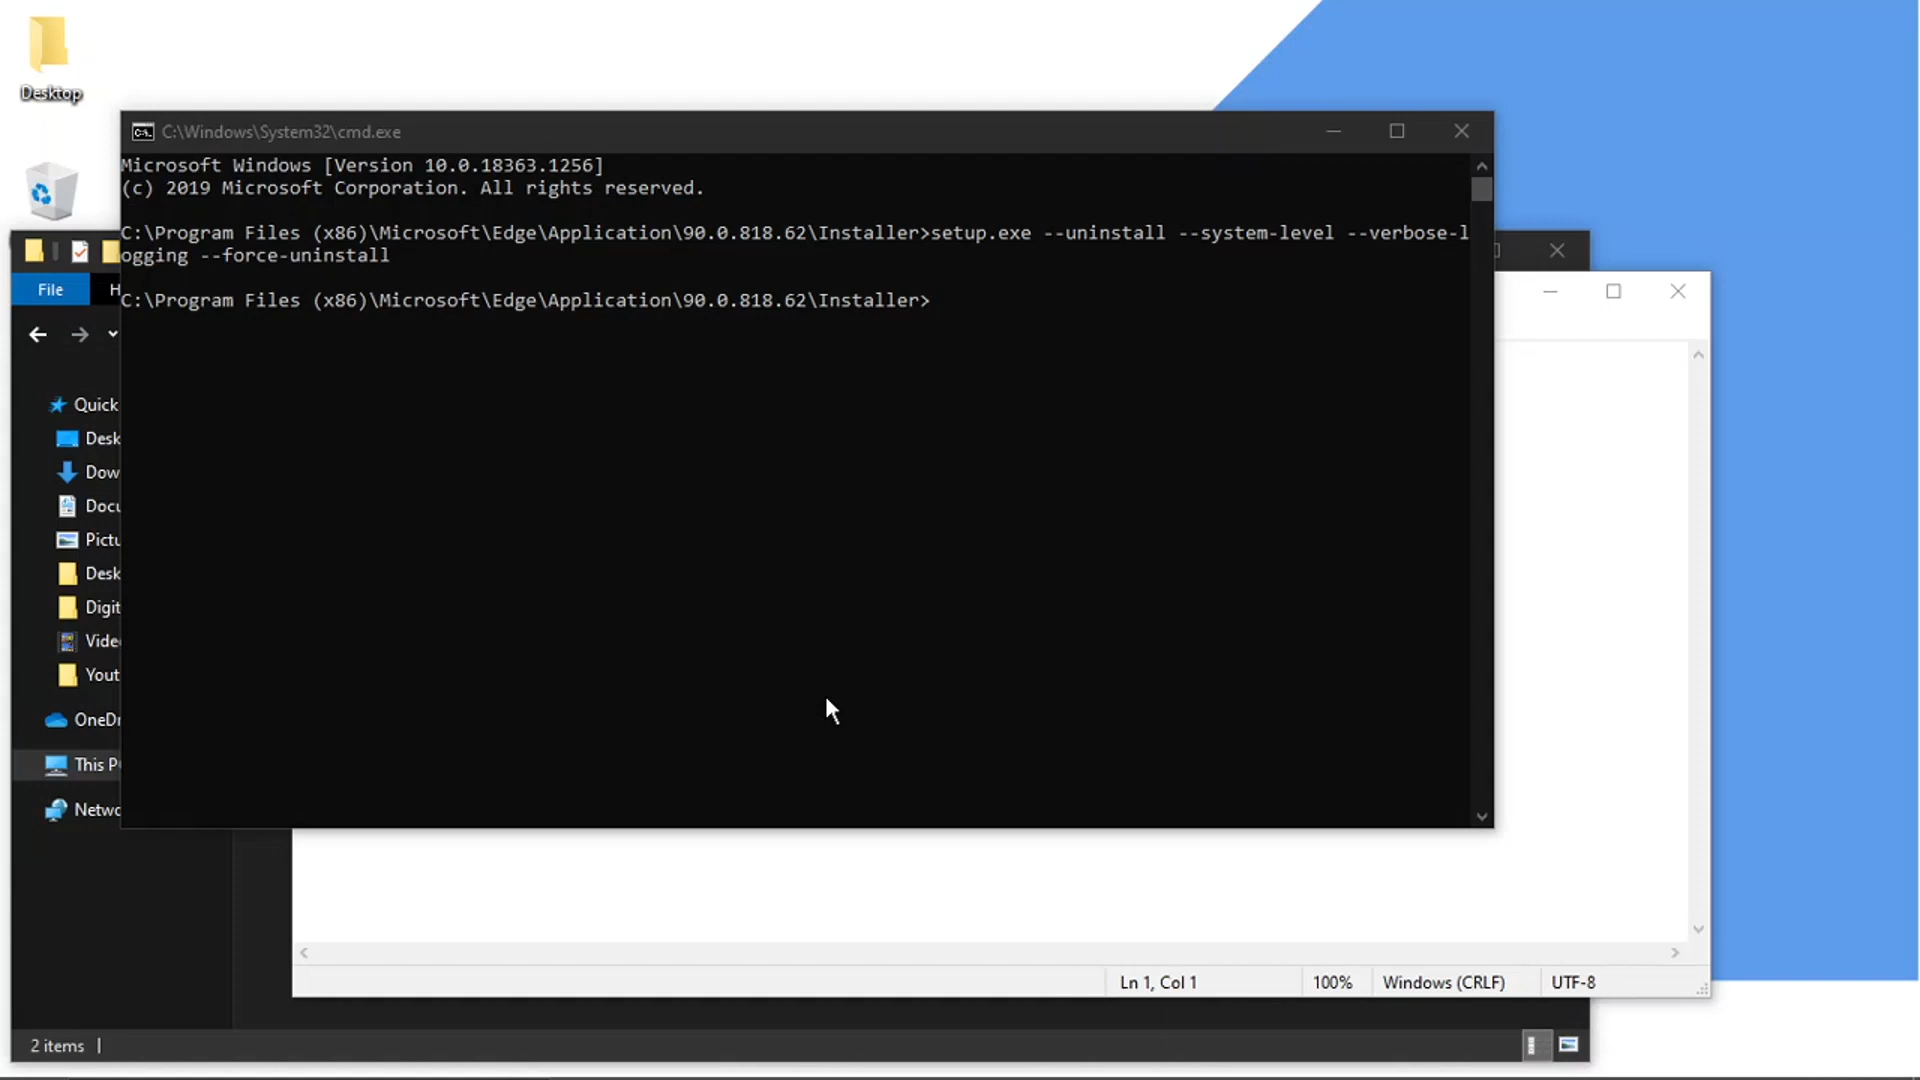 Desktop
C:\Windows\System32\cmd.exe
Microsoft Windows [Version 10.0.18363.1256]
(c) 2019 Microsoft Corporation. All rights reserved.
C:\Program Files (x86)\Microsoft\Edge\Application\90.0.818.62\Installer>setup.exe --uninstall --system-level --verbose-l
ogging --force-uninstall
C:\Program Files (x86)\Microsoft\Edge\Application\90.0.818.62\Installer>
File
H
Quick
Desk
Dow
Docu
Pictu
Desk
Digit
Vide
Yout
OneDr
This P
Netwo
Ln 1, Col 1
100%
Windows (CRLF)
UTF-8
2 items